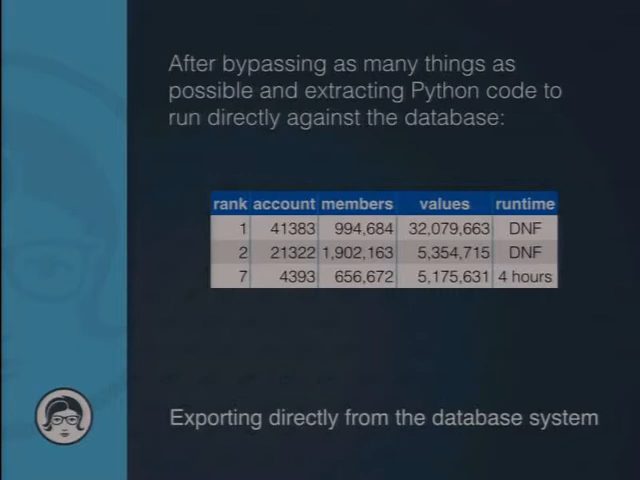 After bypassing as many things as
possible and extracting Python code to
run directly against the database:
rank account members values runtime
1 41383 994,684 32,079,663 DNF
2 21322 1,902,163 5,354,715 DNF
7 4393 656,672 5,175,631 4 hours
Exporting directly from the database system